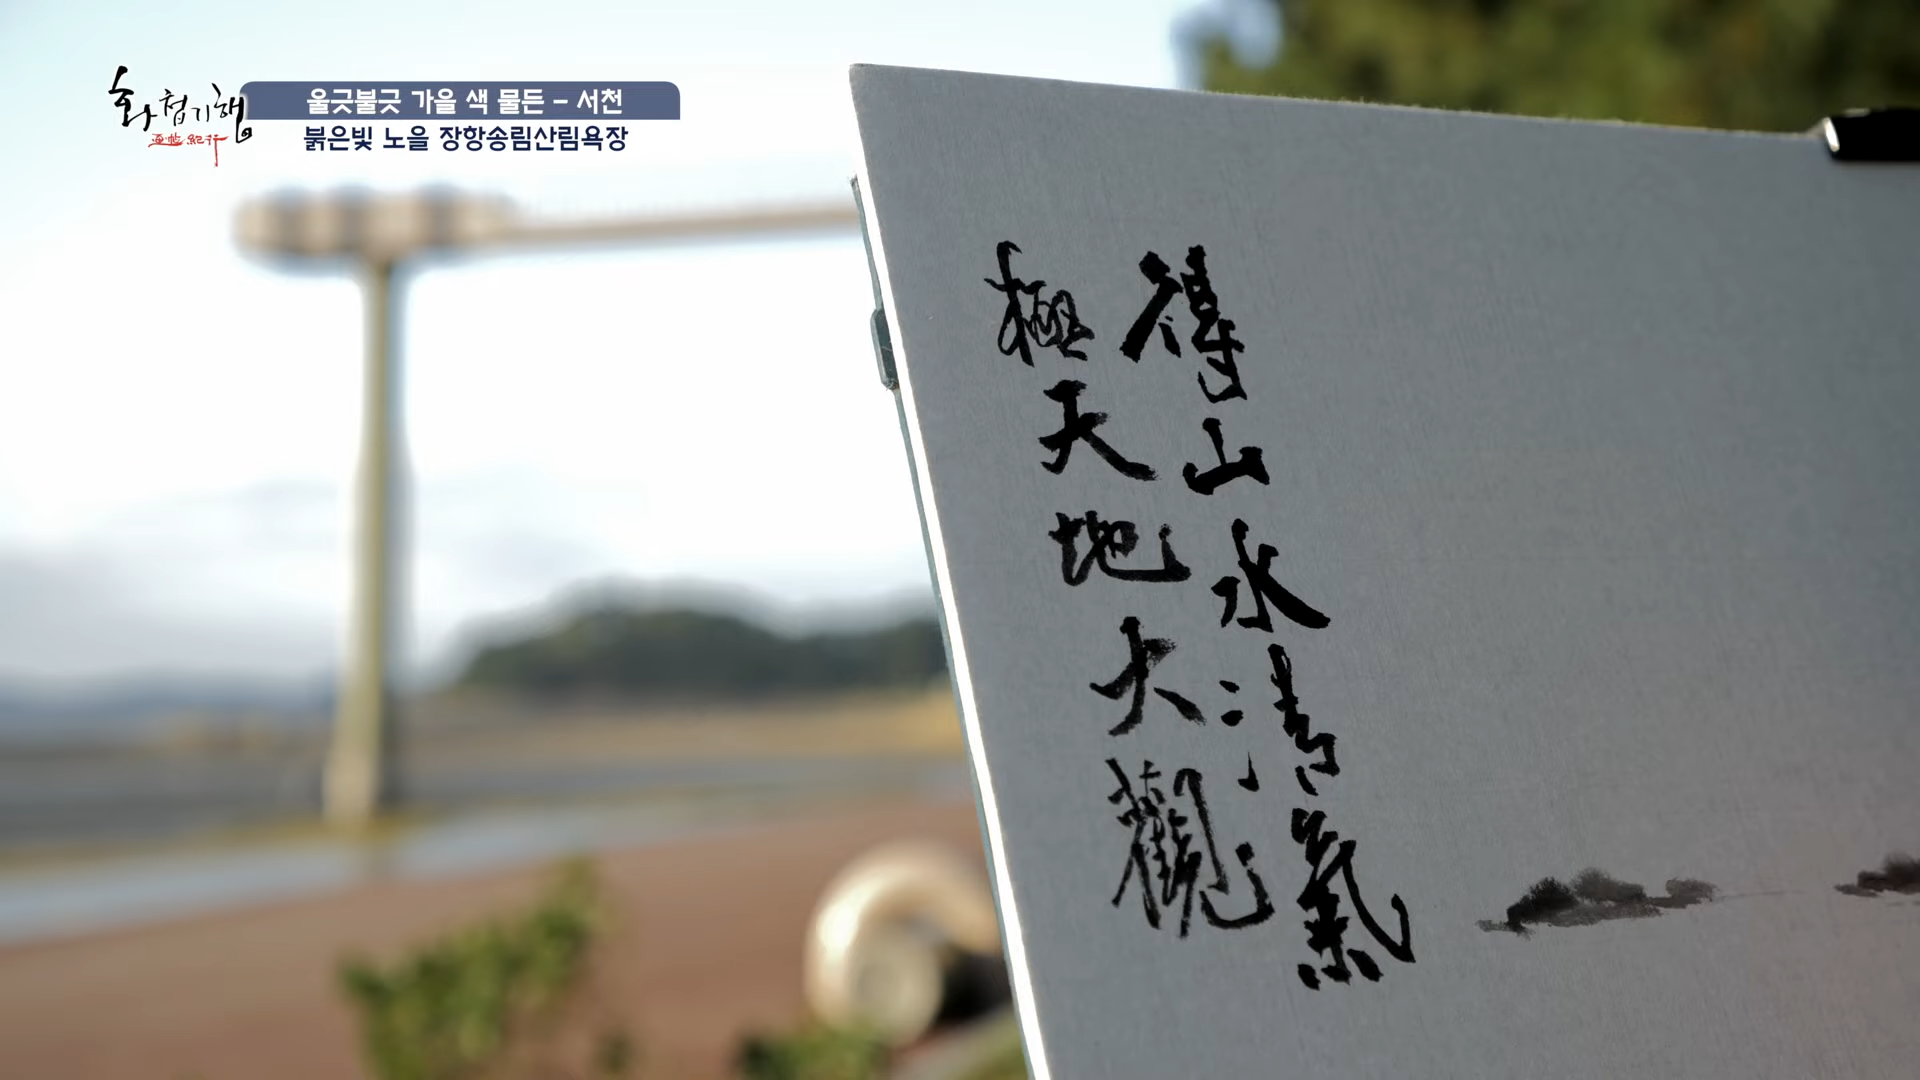 화첩기행
画帖紀行
울긋불긋 가을 색 물든 – 서천
붉은빛 노을 장항송림산림욕장
得山水清氣
極天地大觀